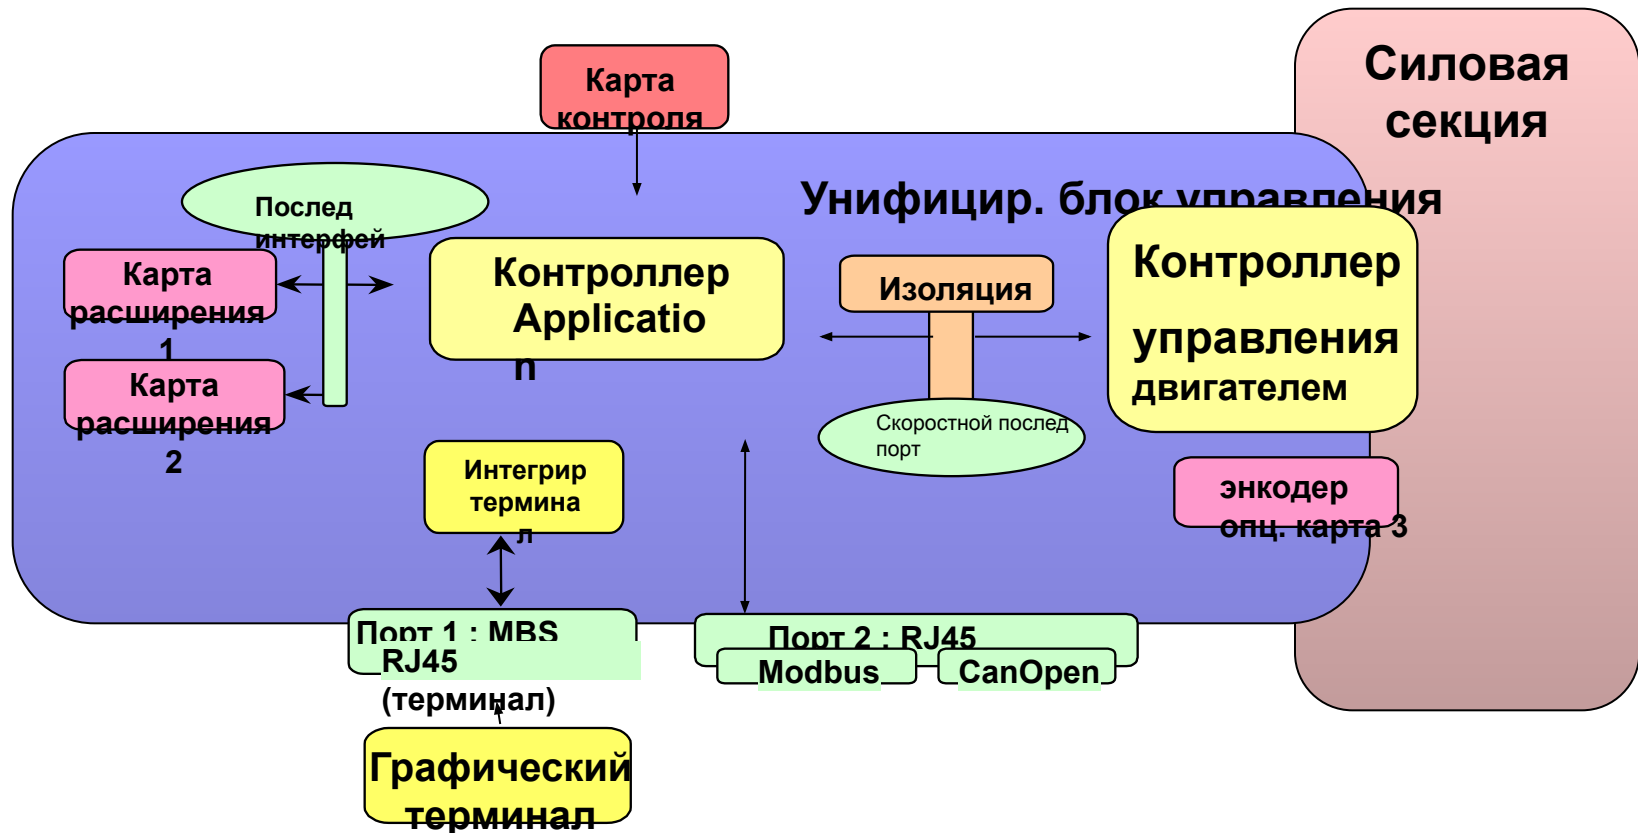 Силовая
секция
Карта
контроля
Унифицир. блок управления
Послед
интерфей
Карта
расширения
1
Карта
расширения
2
Контроллер
Applicatio
n
Изоляция
Контроллер
управления
двигателем
Скоростной послед
порт
Интегрир
термина
л
энкодер
опц. карта 3
Порт 1 : MBS
RJ45
(терминал)
Порт 2 : RJ45
Modbus
CanOpen
Графический
терминал